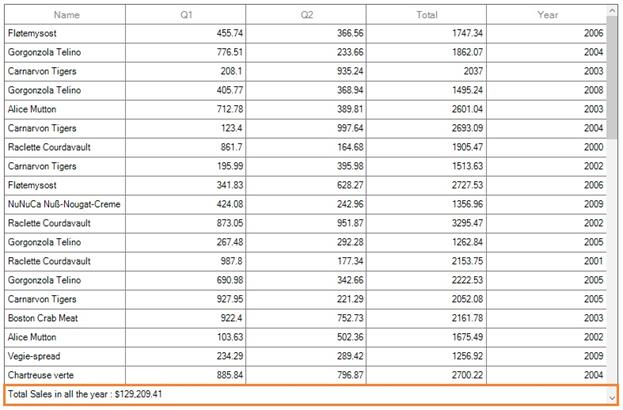 Name Q1 Q2 Total Year
Fløtemysost 455.74 366.56 1747.34 2006
Gorgonzola Telino 776.51 233.66 1862.07 2004
Carnarvon Tigers 208.1 935.24 2037 2003
Gorgonzola Telino 405.77 368.94 1495.24 2008
Alice Mutton 712.78 389.81 2601.04 2003
Carnarvon Tigers 123.4 997.64 2693.09 2004
Raclette Courdavault 861.7 164.68 1905.47 2000
Carnarvon Tigers 195.99 395.98 1513.63 2002
Fløtemysost 341.83 628.27 2727.53 2006
NuNuCa Nuß-Nougat-Creme 424.08 242.96 1356.96 2009
Raclette Courdavault 873.05 951.87 3295.47 2002
Gorgonzola Telino 267.48 292.28 1262.84 2005
Raclette Courdavault 987.8 177.34 2153.75 2001
Gorgonzola Telino 690.98 342.66 2222.53 2005
Carnarvon Tigers 927.95 221.29 2052.08 2005
Boston Crab Meat 922.4 752.73 2161.78 2003
Alice Mutton 103.63 502.36 1675.49 2002
Vegie-spread 234.29 289.42 1256.92 2009
Chartreuse verte 885.84 796.87 2700.22 2004
Total Sales in all the year : $129,209.41